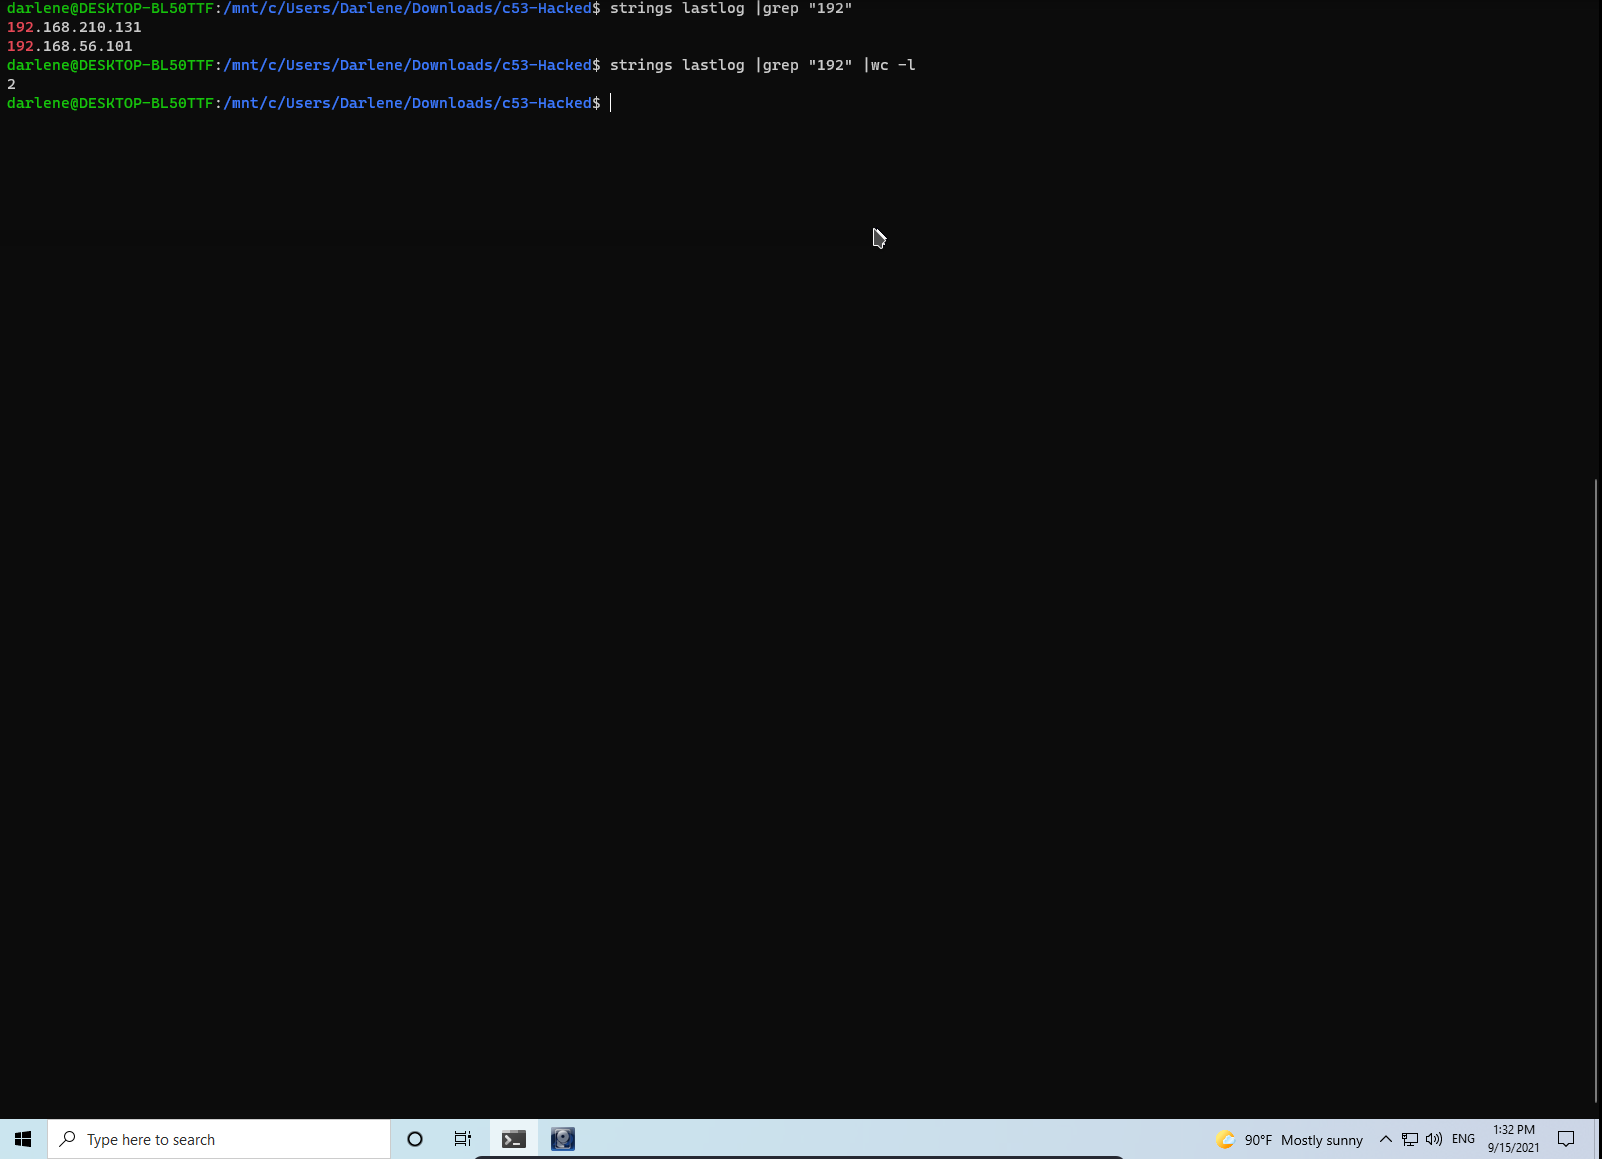 darlene@DESKTOP-BL50TTF:/mnt/c/Users/Darlene/Downloads/c53-Hacked$ strings lastlog |grep "192"
192.168.210.131
192.168.56.101
darlene@DESKTOP-BL50TTF:/mnt/c/Users/Darlene/Downloads/c53-Hacked$ strings lastlog |grep "192" |wc -l
2
darlene@DESKTOP-BL50TTF:/mnt/c/Users/Darlene/Downloads/c53-Hacked$
Type here to search
90°F Mostly sunny
ENG
1:32 PM
9/15/2021